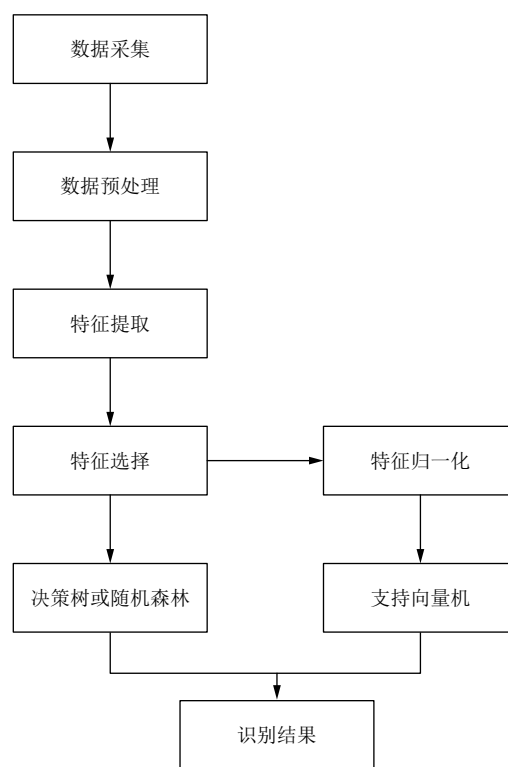 数据采集
数据预处理
特征提取
特征选择
特征归一化
决策树或随机森林
支持向量机
识别结果